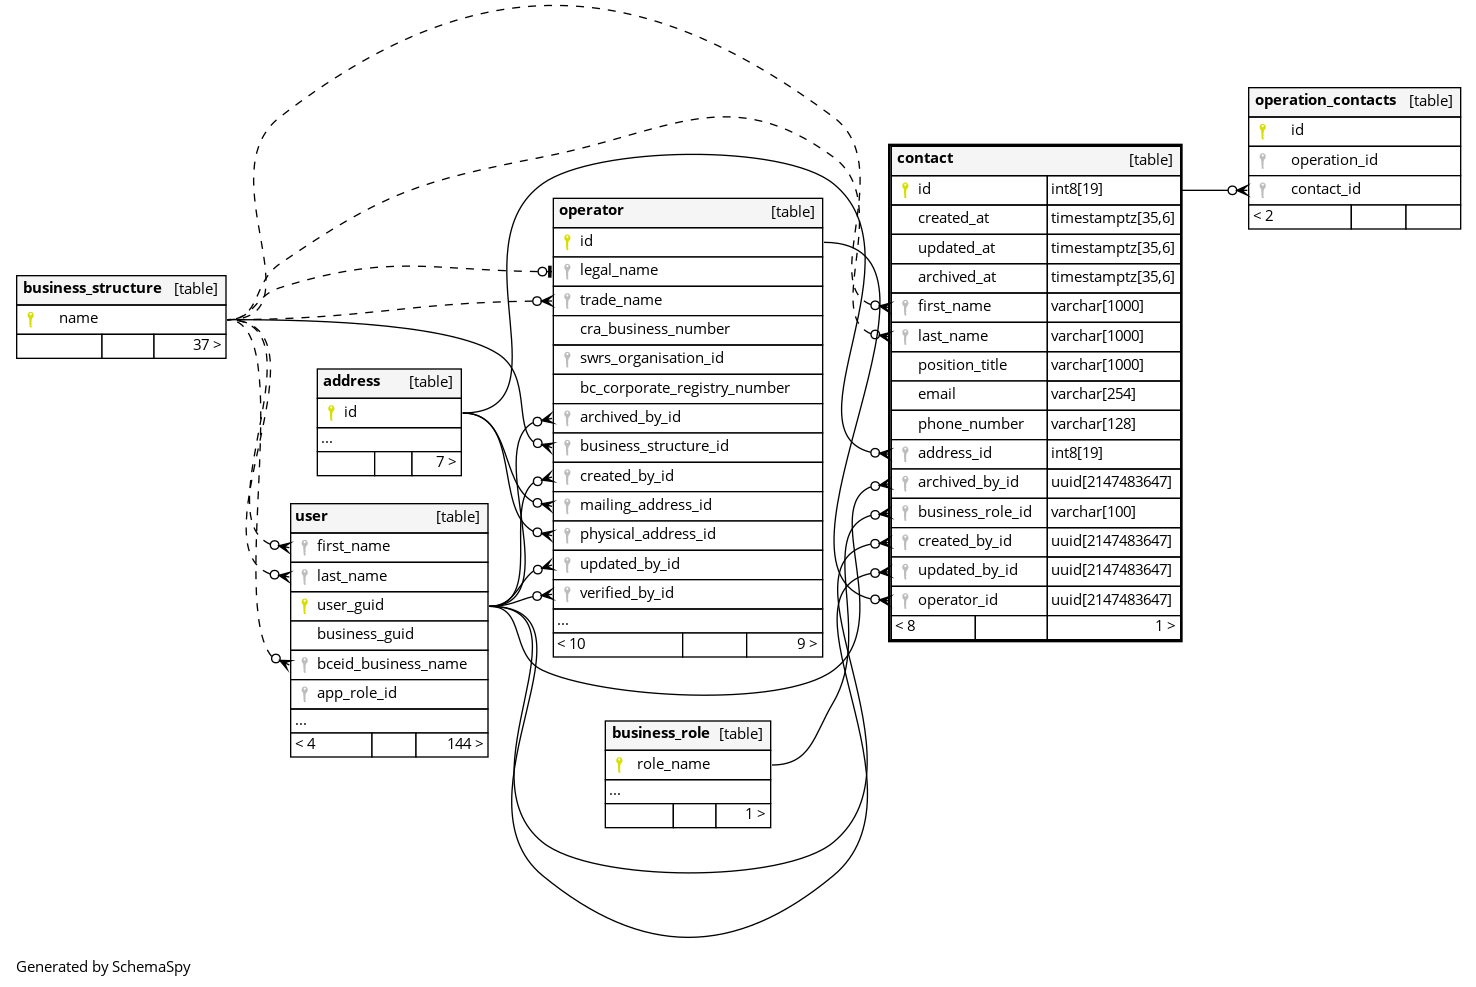 business_structure [table]
name
37 >
address [table]
id
...
7 >
user [table]
first_name
last_name
user_guid
business_guid
bceid_business_name
app_role_id
...
< 4 144 >
operator [table]
id
legal_name
trade_name
cra_business_number
swrs_organisation_id
bc_corporate_registry_number
archived_by_id
business_structure_id
created_by_id
mailing_address_id
physical_address_id
updated_by_id
verified_by_id
...
< 10 9 >
business_role [table]
role_name
...
1 >
contact [table]
id int8[19]
created_at timestamptz[35,6]
updated_at timestamptz[35,6]
archived_at timestamptz[35,6]
first_name varchar[1000]
last_name varchar[1000]
position_title varchar[1000]
email varchar[254]
phone_number varchar[128]
address_id int8[19]
archived_by_id uuid[2147483647]
business_role_id varchar[100]
created_by_id uuid[2147483647]
updated_by_id uuid[2147483647]
operator_id uuid[2147483647]
< 8 1 >
operation_contacts [table]
id
operation_id
contact_id
< 2
Generated by SchemaSpy